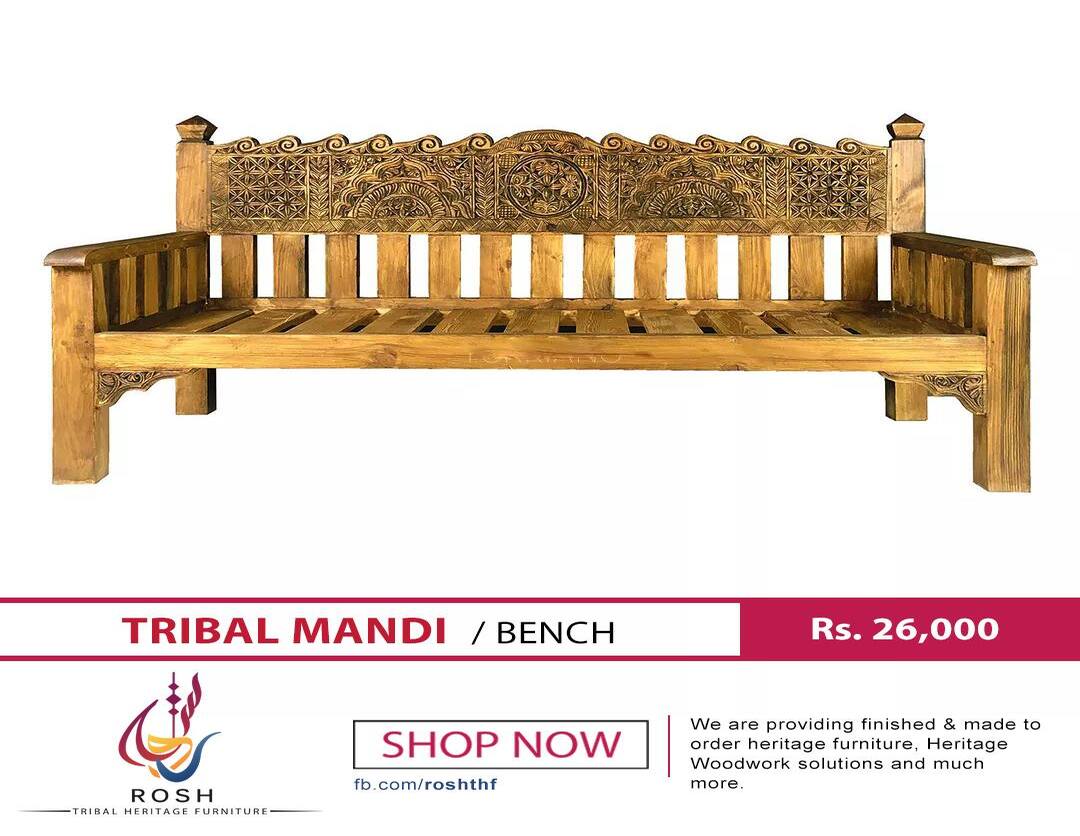 TRIBAL MANDI / BENCH
Rs. 26,000
ROSH
TRIBAL HERITAGE FURNITURE
SHOP NOW
fb.com/roshthf
We are providing finished & made to
order heritage furniture, Heritage
Woodwork solutions and much
more.